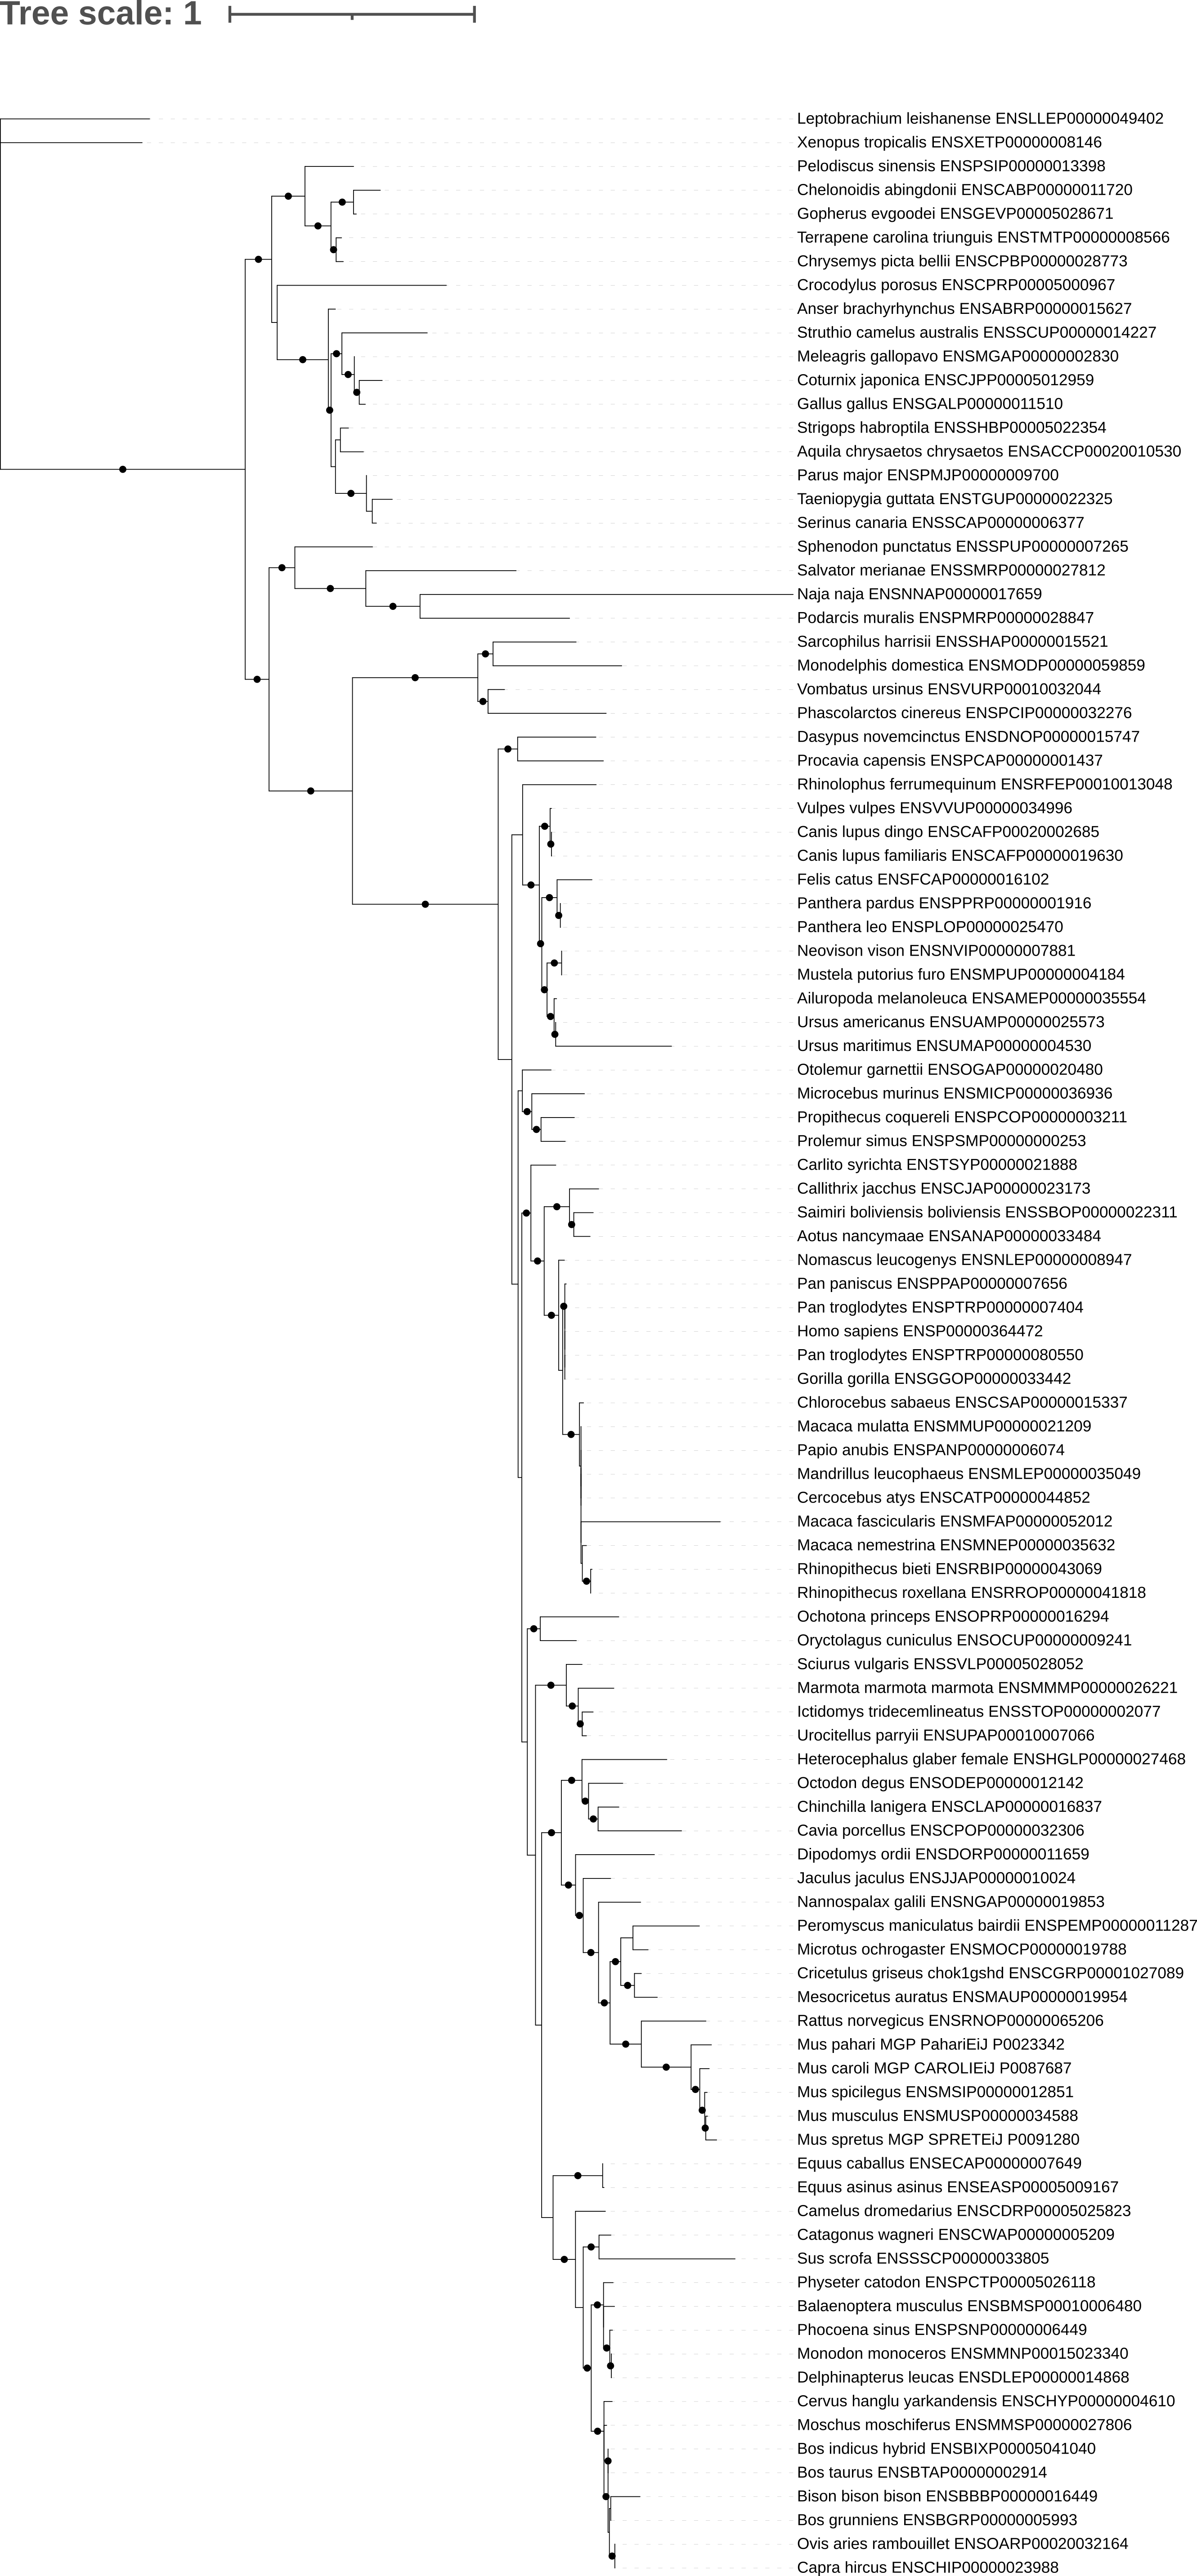 Tree scale: 1
Leptobrachium leishanense ENSLLEP00000049402
Xenopus tropicalis ENSXETP00000008146
Pelodiscus sinensis ENSPSIP00000013398
Chelonoidis abingdonii ENSCABP00000011720
Gopherus evgoodei ENSGEVP00005028671
Terrapene carolina triunguis ENSTMTP00000008566
Chrysemys picta bellii ENSCPBP00000028773
Crocodylus porosus ENSCPRP00005000967
Anser brachyrhynchus ENSABRP00000015627
Struthio camelus australis ENSSCUP00000014227
Meleagris gallopavo ENSMGAP00000002830
Coturnix japonica ENSCJPP00005012959
Gallus gallus ENSGALP00000011510
Strigops habroptila ENSSHBP00005022354
Aquila chrysaetos chrysaetos ENSACCP00020010530
Parus major ENSPMJP00000009700
Taeniopygia guttata ENSTGUP00000022325
Serinus canaria ENSSCAP00000006377
Sphenodon punctatus ENSSPUP00000007265
Salvator merianae ENSSMRP00000027812
Naja naja ENSNNAP00000017659
Podarcis muralis ENSPMRP00000028847
Sarcophilus harrisii ENSSHAP00000015521
Monodelphis domestica ENSMODP00000059859
Vombatus ursinus ENSVURP00010032044
Phascolarctos cinereus ENSPCIP00000032276
Dasypus novemcinctus ENSDNOP00000015747
Procavia capensis ENSPCAP00000001437
Rhinolophus ferrumequinum ENSRFEP00010013048
Vulpes vulpes ENSVVUP00000034996
Canis lupus dingo ENSCAFP00020002685
Canis lupus familiaris ENSCAFP00000019630
Felis catus ENSFCAP00000016102
Panthera pardus ENSPPRP00000001916
Panthera leo ENSPLOP00000025470
Neovison vison ENSNVIP00000007881
Mustela putorius furo ENSMPUP00000004184
Ailuropoda melanoleuca ENSAMEP00000035554
Ursus americanus ENSUAMP00000025573
Ursus maritimus ENSUMAP00000004530
Otolemur garnettii ENSOGAP00000020480
Microcebus murinus ENSMICP00000036936
Propithecus coquereli ENSPCOP00000003211
Prolemur simus ENSPSMP00000000253
Carlito syrichta ENSTSYP00000021888
Callithrix jacchus ENSCJAP00000023173
Saimiri boliviensis boliviensis ENSSBOP00000022311
Aotus nancymaae ENSANAP00000033484
Nomascus leucogenys ENSNLEP00000008947
Pan paniscus ENSPPAP00000007656
Pan troglodytes ENSPTRP00000007404
Homo sapiens ENSP00000364472
Pan troglodytes ENSPTRP00000080550
Gorilla gorilla ENSGGOP00000033442
Chlorocebus sabaeus ENSCSAP00000015337
Macaca mulatta ENSMMUP00000021209
Papio anubis ENSPANP00000006074
Mandrillus leucophaeus ENSMLEP00000035049
Cercocebus atys ENSCATP00000044852
Macaca fascicularis ENSMFAP00000052012
Macaca nemestrina ENSMNEP00000035632
Rhinopithecus bieti ENSRBIP00000043069
Rhinopithecus roxellana ENSRROP00000041818
Ochotona princeps ENSOPRP00000016294
Oryctolagus cuniculus ENSOCUP00000009241
Sciurus vulgaris ENSSVLP00005028052
Marmota marmota marmota ENSMMMP00000026221
Ictidomys tridecemlineatus ENSSTOP00000002077
Urocitellus parryii ENSUPAP00010007066
Heterocephalus glaber female ENSHGLP00000027468
Octodon degus ENSODEP00000012142
Chinchilla lanigera ENSCLAP00000016837
Cavia porcellus ENSCPOP00000032306
Dipodomys ordii ENSDORP00000011659
Jaculus jaculus ENSJJAP00000010024
Nannospalax galili ENSNGAP00000019853
Peromyscus maniculatus bairdii ENSPEMP00000011287
Microtus ochrogaster ENSMOCP00000019788
Cricetulus griseus chok1gshd ENSCGRP00001027089
Mesocricetus auratus ENSMAUP00000019954
Rattus norvegicus ENSRNOP00000065206
Mus pahari MGP PahariEiJ P0023342
Mus caroli MGP CAROLIEiJ P0087687
Mus spicilegus ENSMSIP00000012851
Mus musculus ENSMUSP00000034588
Mus spretus MGP SPRETEiJ P0091280
Equus caballus ENSECAP00000007649
Equus asinus asinus ENSEASP00005009167
Camelus dromedarius ENSCDRP00005025823
Catagonus wagneri ENSCWAP00000005209
Sus scrofa ENSSSCP00000033805
Physeter catodon ENSPCTP00005026118
Balaenoptera musculus ENSBMSP00010006480
Phocoena sinus ENSPSNP00000006449
Monodon monoceros ENSMMNP00015023340
Delphinapterus leucas ENSDLEP00000014868
Cervus hanglu yarkandensis ENSCHYP00000004610
Moschus moschiferus ENSMMSP00000027806
Bos indicus hybrid ENSBIXP00005041040
Bos taurus ENSBTAP00000002914
Bison bison bison ENSBBBP00000016449
Bos grunniens ENSBGRP00000005993
Ovis aries rambouillet ENSOARP00020032164
Capra hircus ENSCHIP00000023988